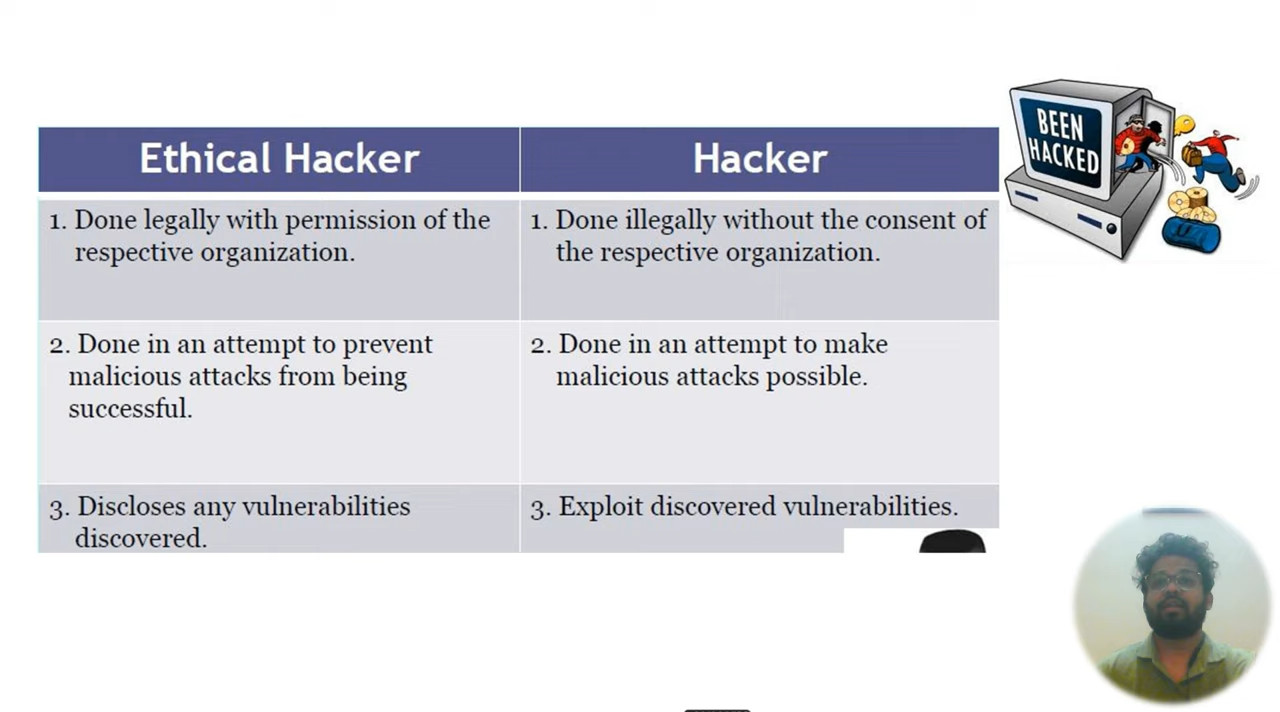 Ethical Hacker
Hacker
1. Done legally with permission of the
respective organization.
1. Done illegally without the consent of
the respective organization.
2. Done in an attempt to prevent
malicious attacks from being
successful.
2. Done in an attempt to make
malicious attacks possible.
3. Discloses any vulnerabilities
discovered.
3. Exploit discovered vulnerabilities.
BEEN
HACKED